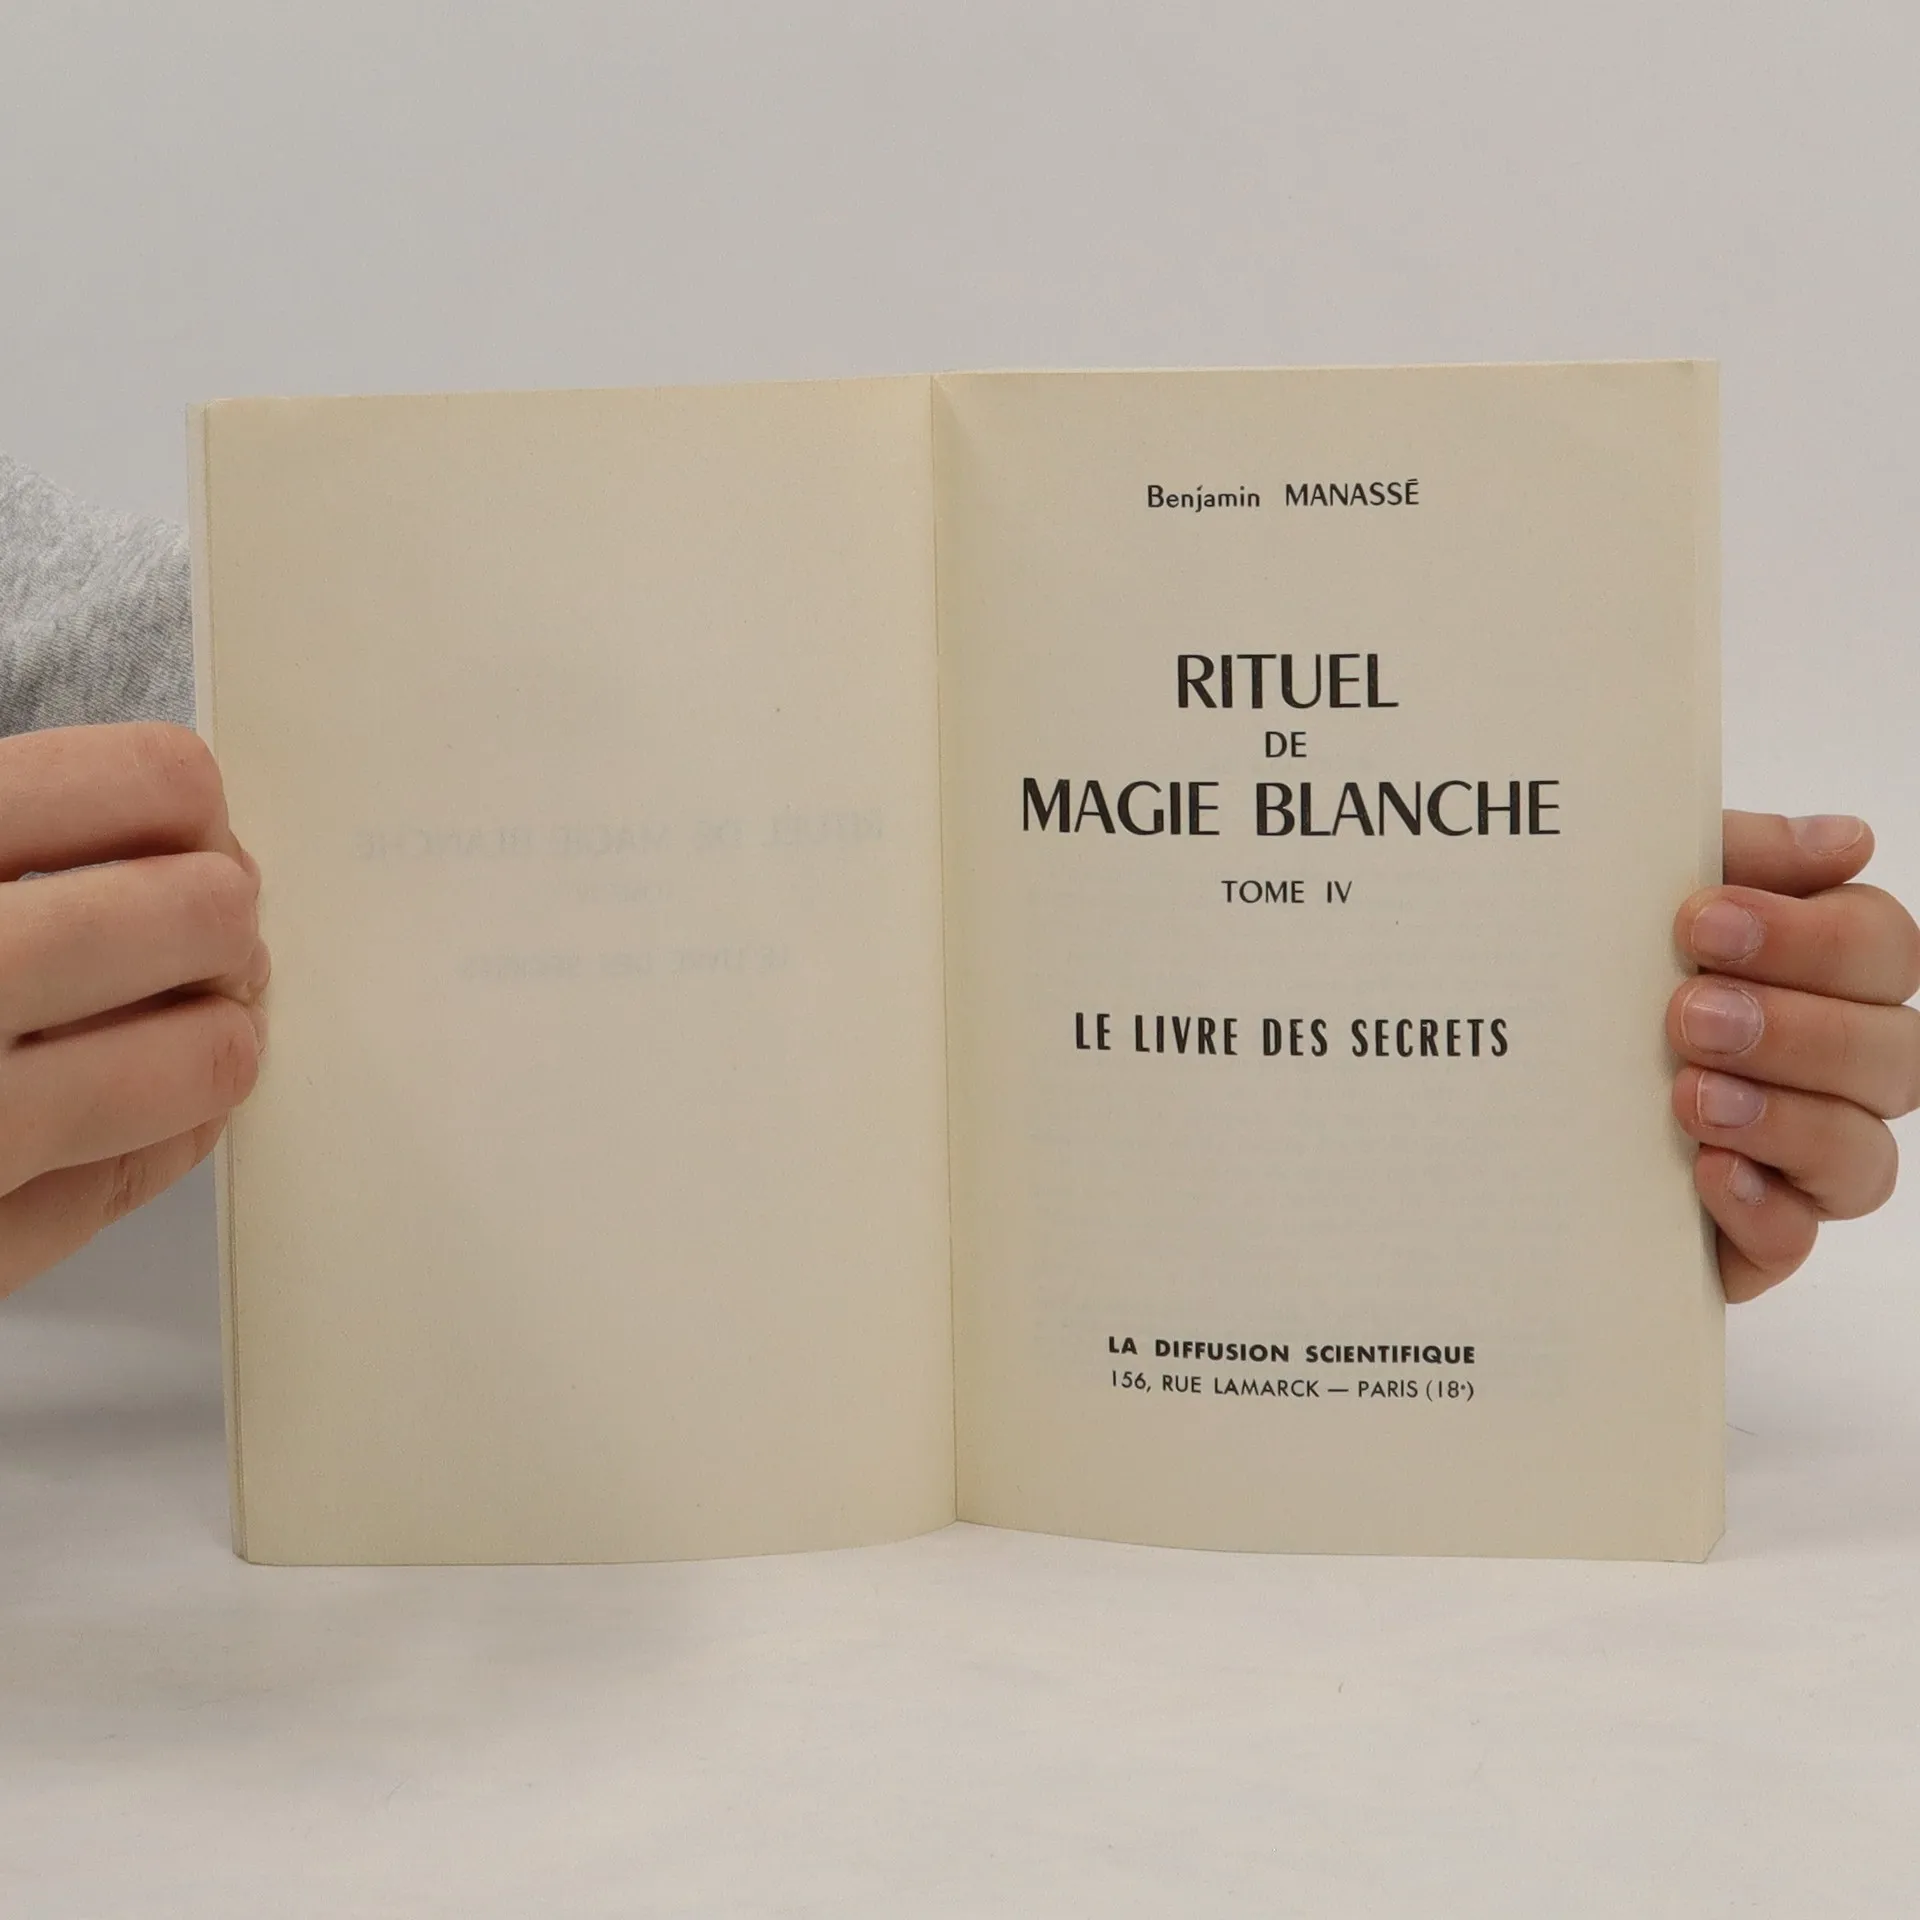 Benjamin MANASSÉ
RITUEL
DE
MAGIE BLANCHE
TOME IV
LE LIVRE DES SECRETS
LA DIFFUSION SCIENTIFIQUE
156, RUE LAMARCK — PARIS (18e)